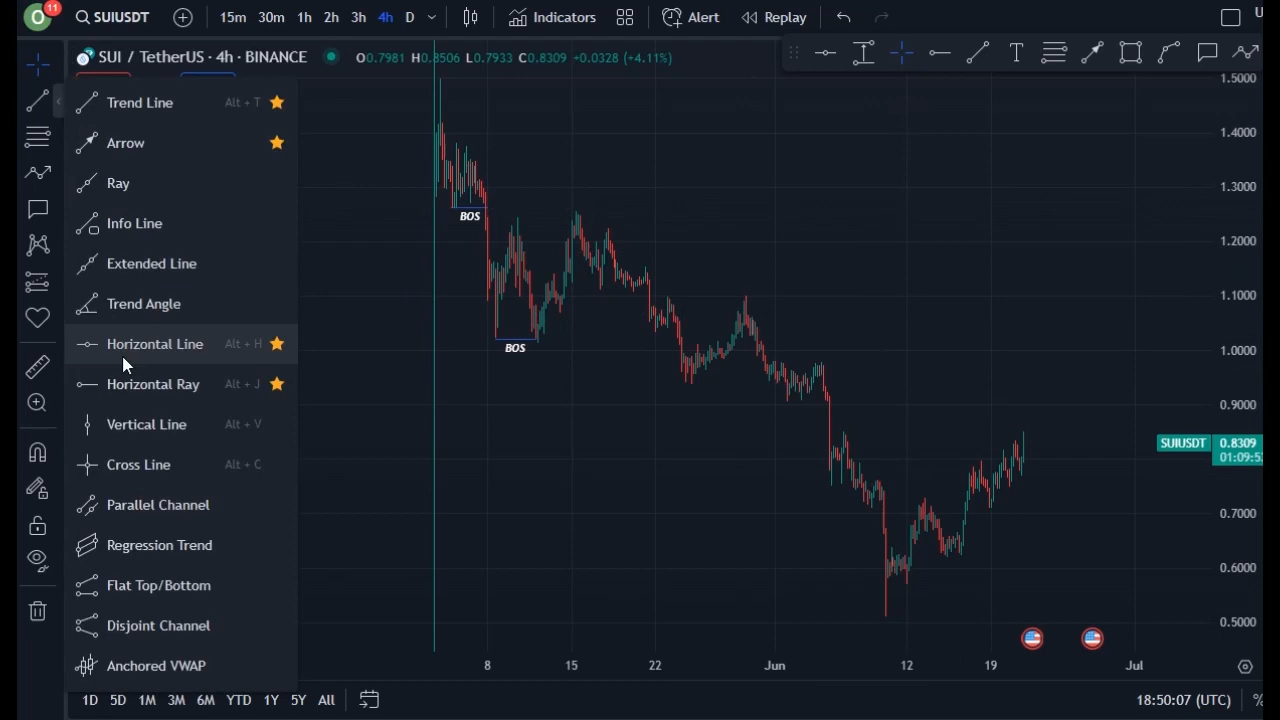 O
11
SUIUSDT
15m 30m 1h 2h 3h 4h D
Indicators
Alert
Replay
U
SUI / TetherUS · 4h · BINANCE
O0.7981 H0.8506 L0.7933 C0.8309 +0.0328 (+4.11%)
T
Trend Line Alt + T
Arrow
Ray
Info Line
Extended Line
Trend Angle
Horizontal Line Alt + H
Horizontal Ray Alt + J
Vertical Line Alt + V
Cross Line Alt + C
Parallel Channel
Regression Trend
Flat Top/Bottom
Disjoint Channel
Anchored VWAP
BOS
BOS
1.5000
1.4000
1.3000
1.2000
1.1000
1.0000
0.9000
SUIUSDT 0.8309
01:09:53
0.7000
0.6000
0.5000
8 15 22 Jun 12 19 Jul
1D 5D 1M 3M 6M YTD 1Y 5Y All
18:50:07 (UTC) %